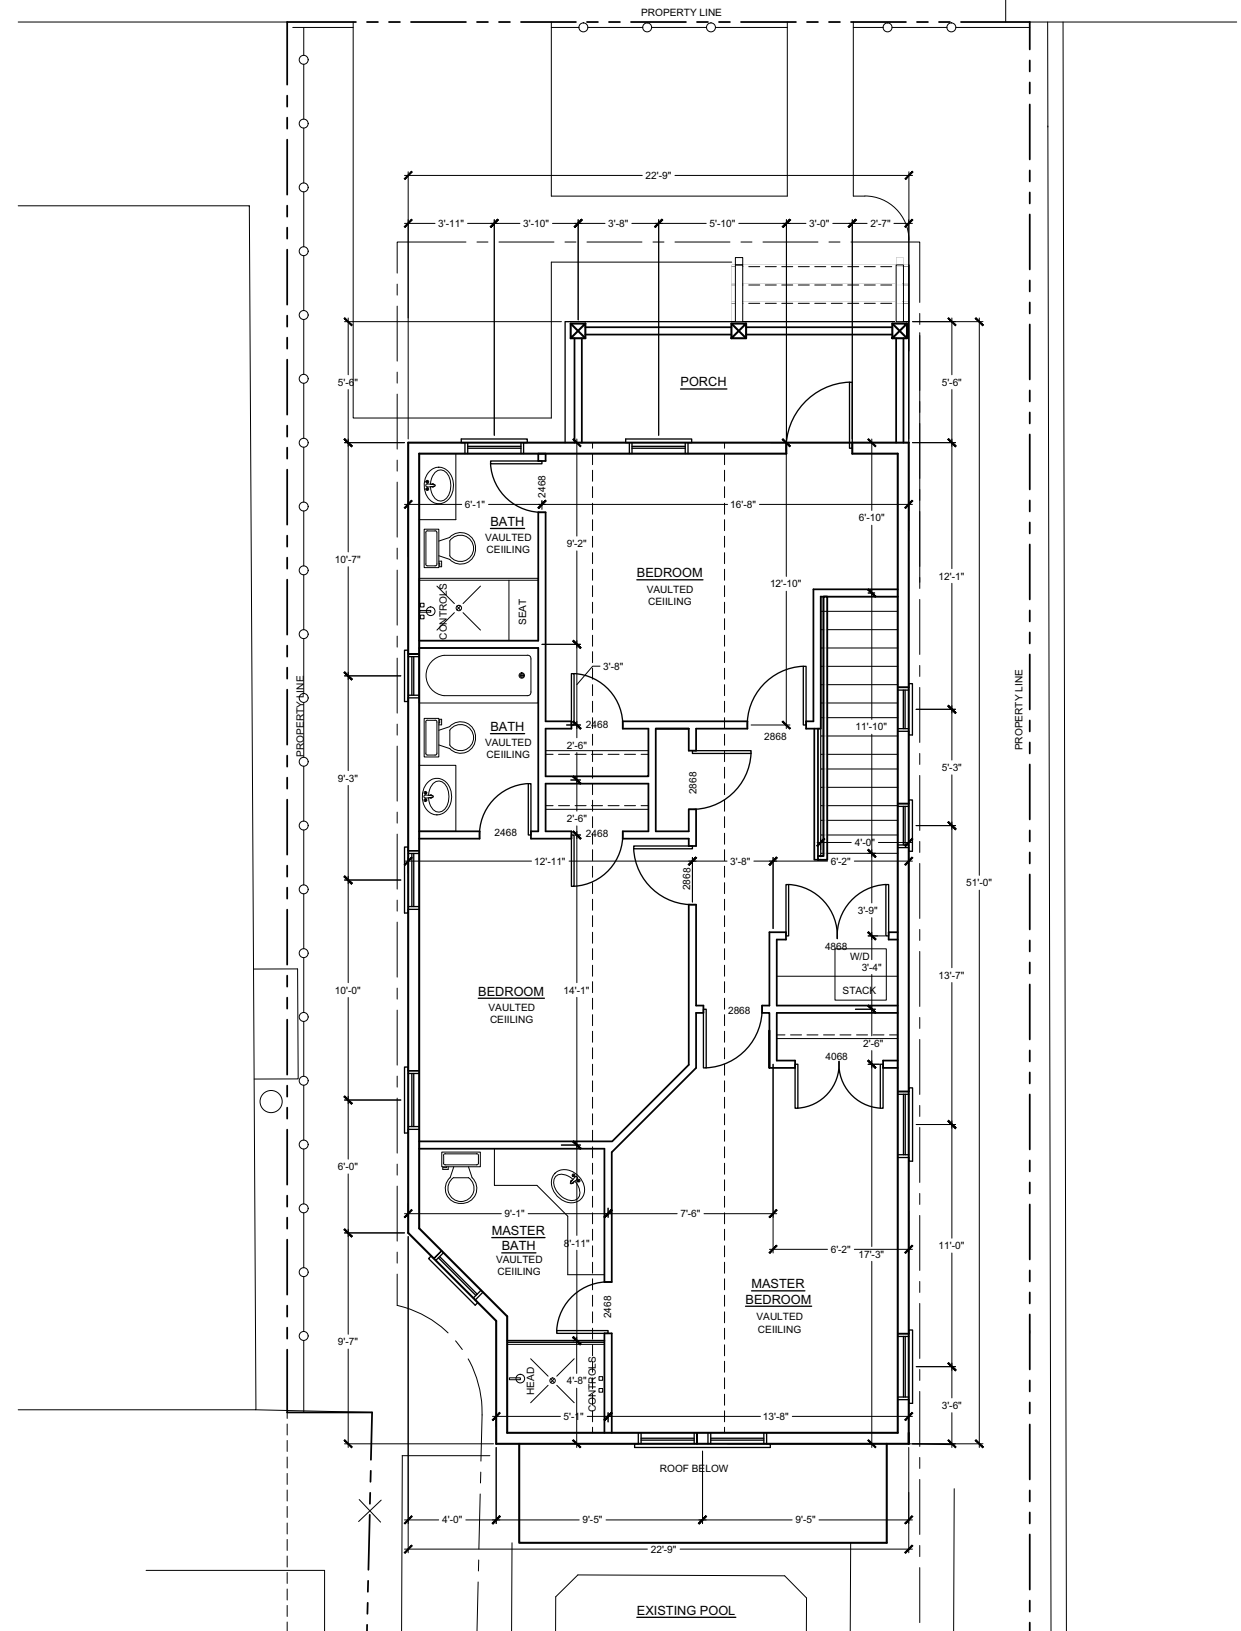 PROPERTY LINE
22'-9"
3'-11"
3'-10"
3'-8"
5'-10"
3'-0"
2'-7"
5'-6"
PORCH
5'-6"
2468
6'-1"
16'-8"
6'-10"
BATH
VAULTED
CEIILING
9'-2"
10'-7"
BEDROOM
VAULTED
CEIILING
12'-10"
12'-1"
CONTROLS
SEAT
3'-8"
PROPERTY LINE
PROPERTY LINE
BATH
VAULTED
CEIILING
2468
2868
11'-10"
2'-6"
5'-3"
9'-3"
2868
2'-6"
2468
2468
4'-0"
12'-11"
3'-8"
6'-2"
2868
51'-0"
3'-9"
4868
W/D
3'-4"
13'-7"
10'-0"
BEDROOM
VAULTED
CEIILING
14'-1"
STACK
2868
2'-6"
4068
6'-0"
9'-1"
7'-6"
MASTER
BATH
VAULTED
CEIILING
8'-11"
6'-2"
17'-3"
11'-0"
MASTER
BEDROOM
VAULTED
CEIILING
2468
9'-7"
HEAD
4'-8"
CONTROLS
3'-6"
5'-1"
13'-8"
ROOF BELOW
4'-0"
9'-5"
9'-5"
22'-9"
EXISTING POOL